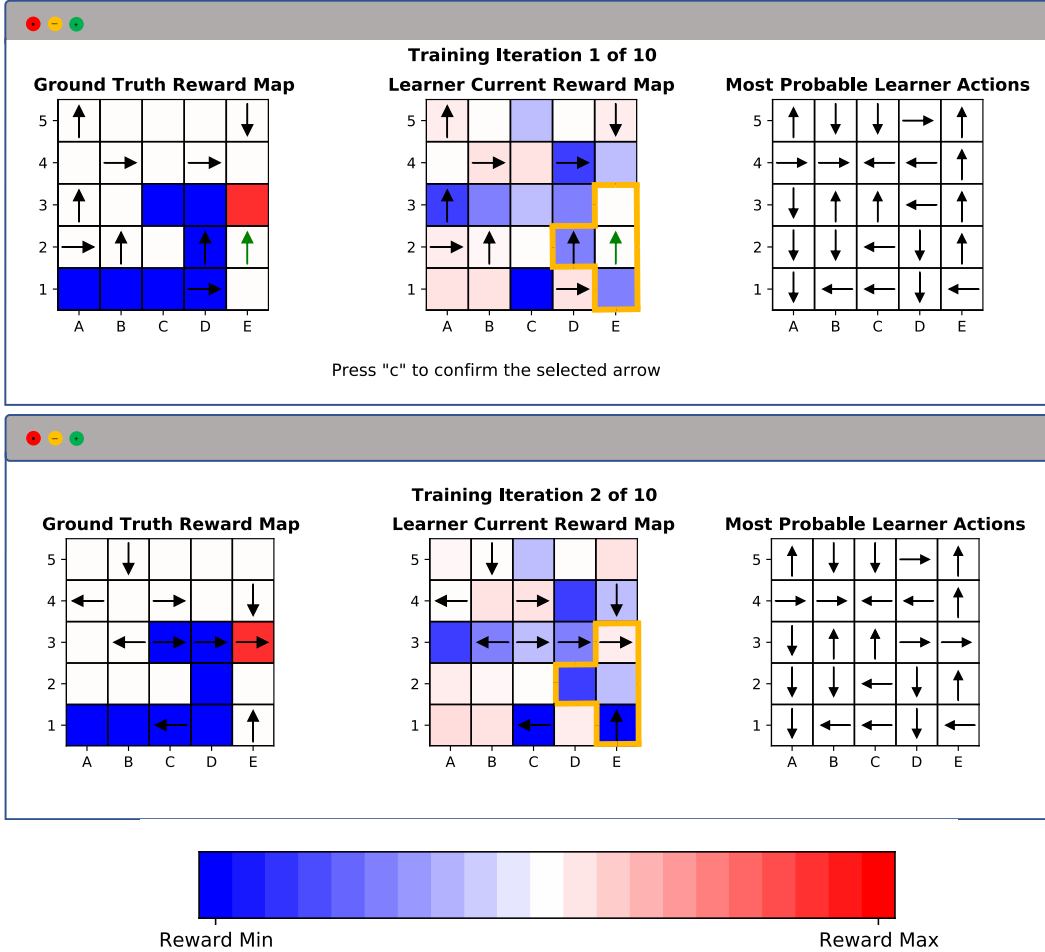 Training Iteration 1 of 10
Ground Truth Reward Map
Learner Current Reward Map
Most Probable Learner Actions
5
4
3
2
1
A B C D E
5
4
3
2
1
A B C D E
5
4
3
2
1
A B C D E
Press "c" to confirm the selected arrow
Training Iteration 2 of 10
Ground Truth Reward Map
Learner Current Reward Map
Most Probable Learner Actions
5
4
3
2
1
A B C D E
5
4
3
2
1
A B C D E
5
4
3
2
1
A B C D E
Reward Min
Reward Max